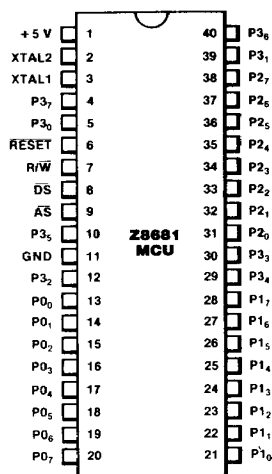 +5 V 1 40 P3₆
XTAL2 2 39 P3₁
XTAL1 3 38 P2₇
P3₇ 4 37 P2₆
P3₀ 5 36 P2₅
R̅E̅S̅E̅T̅ 6 35 P2₄
R/W̅ 7 34 P2₃
D̅S̅ 8 33 P2₂
A̅S̅ 9 32 P2₁
P3₅ 10 Z8681 31 P2₀
GND 11 MCU 30 P3₃
P3₂ 12 29 P3₄
P0₀ 13 28 P1₇
P0₁ 14 27 P1₆
P0₂ 15 26 P1₅
P0₃ 16 25 P1₄
P0₄ 17 24 P1₃
P0₅ 18 23 P1₂
P0₆ 19 22 P1₁
P0₇ 20 21 P1₀